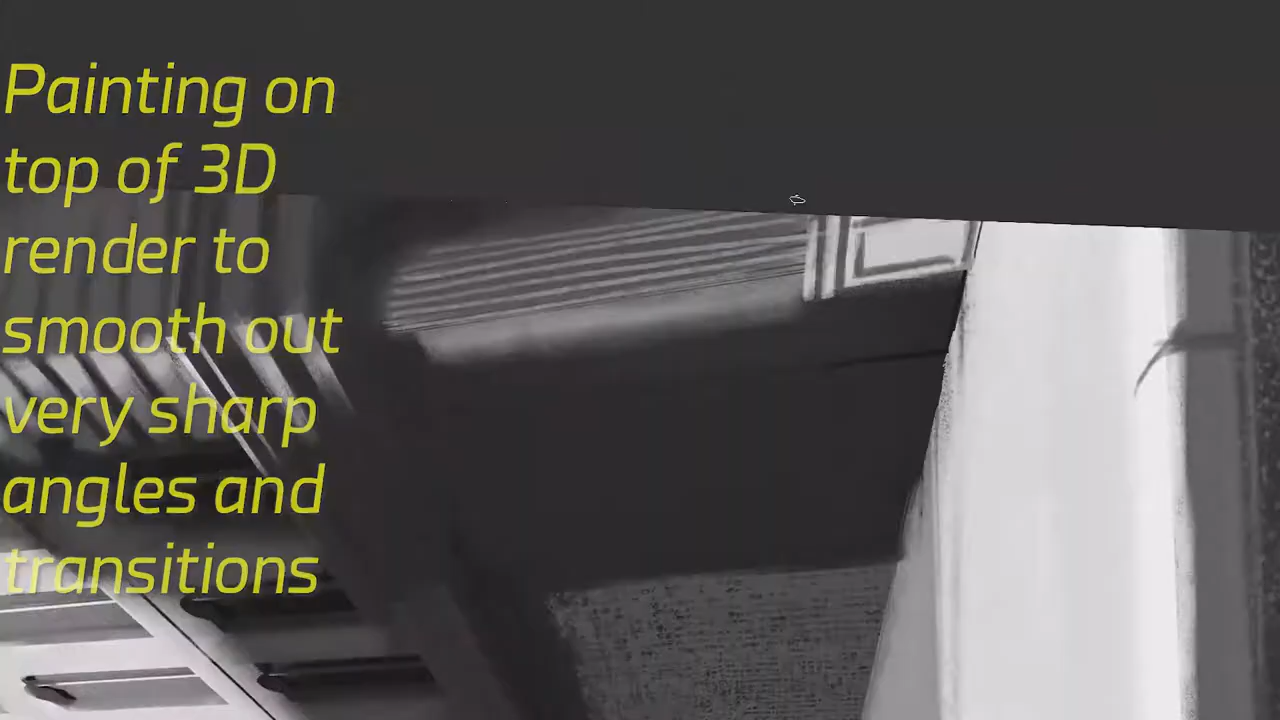 Painting on
top of 3D
render to
smooth out
very sharp
angles and
transitions